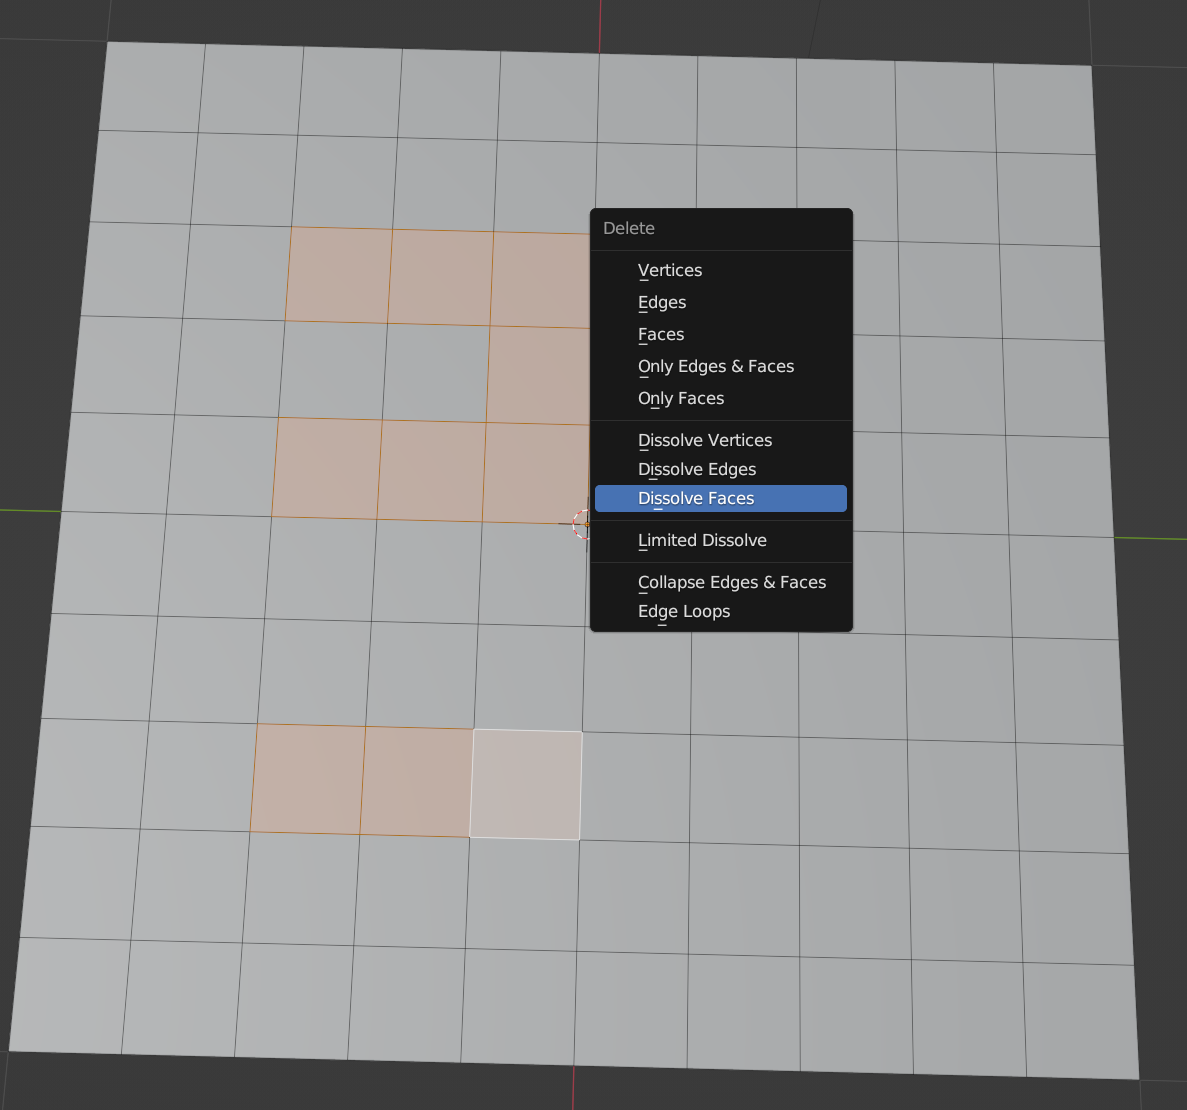 Delete
Vertices
Edges
Faces
Only Edges & Faces
Only Faces
Dissolve Vertices
Dissolve Edges
Dissolve Faces
Limited Dissolve
Collapse Edges & Faces
Edge Loops